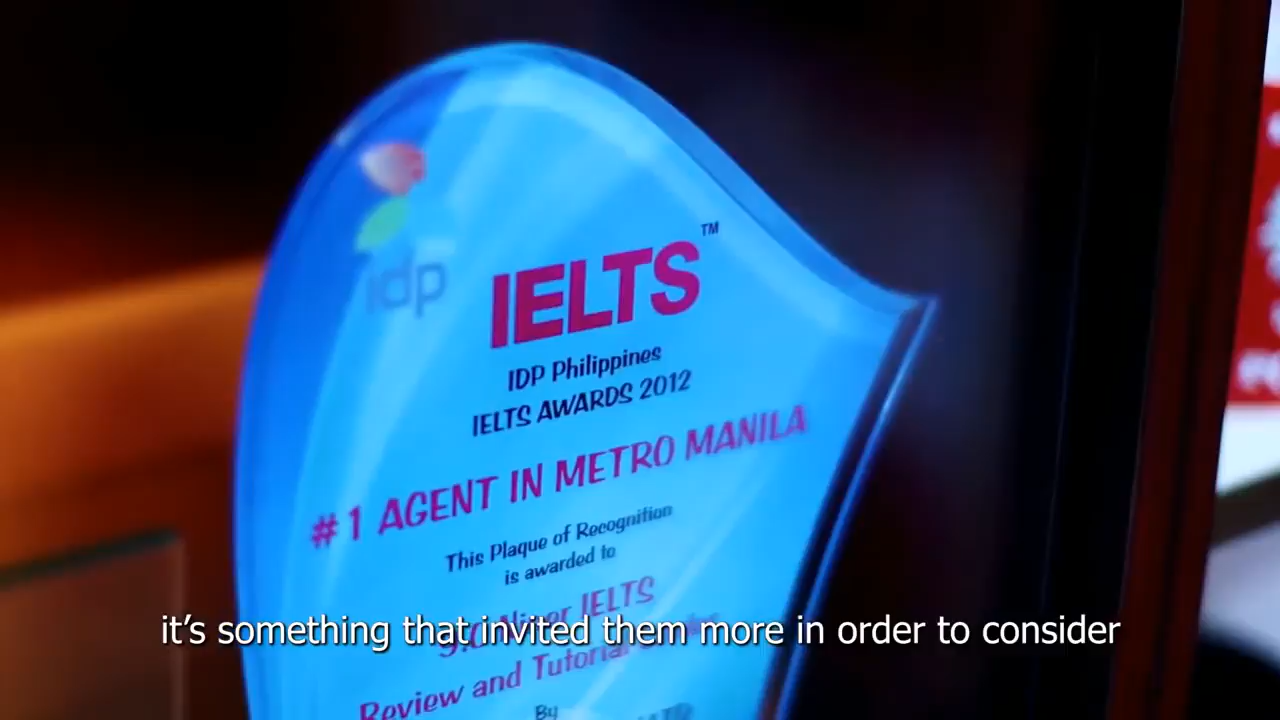 idp
IELTS™
IDP Philippines
IELTS AWARDS 2012
#1 AGENT IN METRO MANILA
This Plaque of Recognition
is awarded to
IELTS
it's something that invited them more in order to consider
Review and Tutorial
By